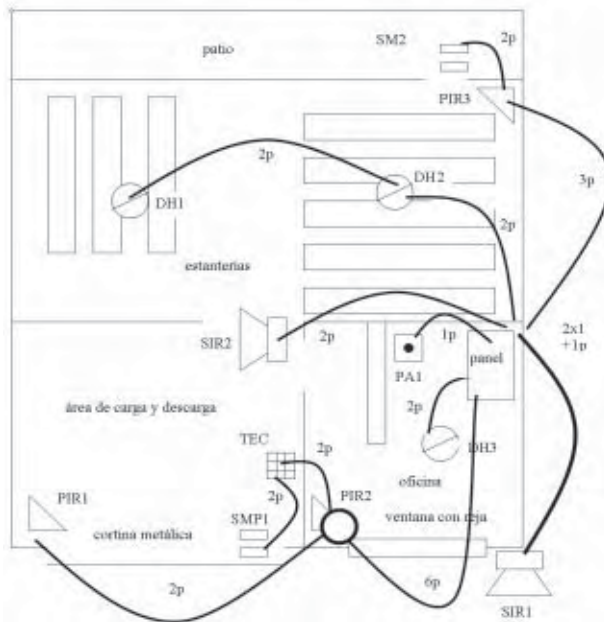 SM2
2p
patio
PIR3
2p
DH2
3p
DH1
2p
estanterías
2p
1p
2x1
+1p
SIR2
panel
PA1
área de carga y descarga
2p
TEC
2p
DH3
oficina
PIR1
2p
PIR2
SMP1
cortina metálica
ventana con reja
2p
6p
SIR1